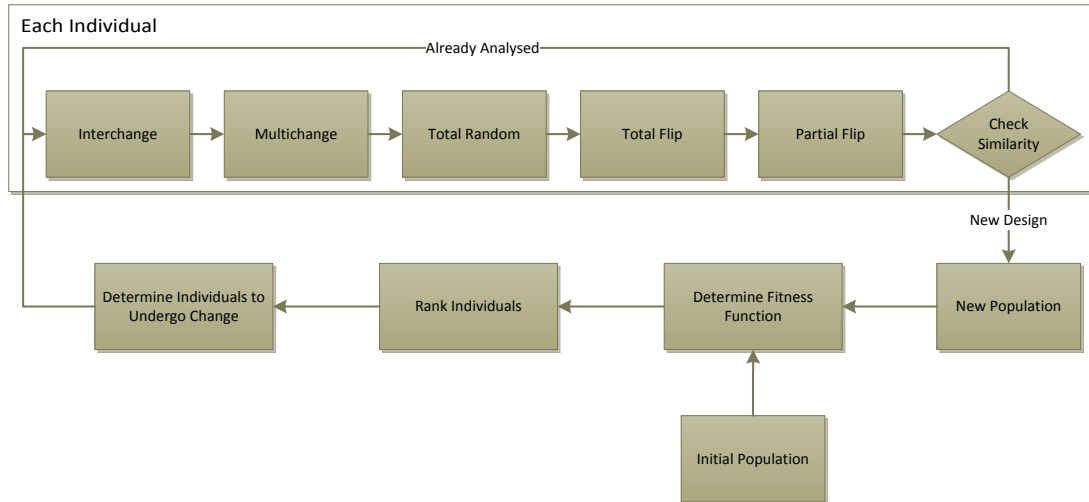 Each Individual
Already Analysed
Interchange
Multichange
Total Random
Total Flip
Partial Flip
Check
Similarity
New Design
Determine Individuals to
Undergo Change
Rank Individuals
Determine Fitness
Function
New Population
Initial Population